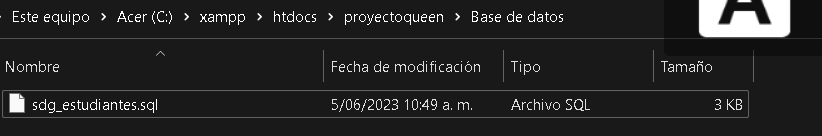 Este equipo > Acer (C:) > xampp > htdocs > proyectoqueen > Base de datos
A
Nombre Fecha de modificación Tipo Tamaño
sdg_estudiantes.sql 5/06/2023 10:49 a. m. Archivo SQL 3 KB